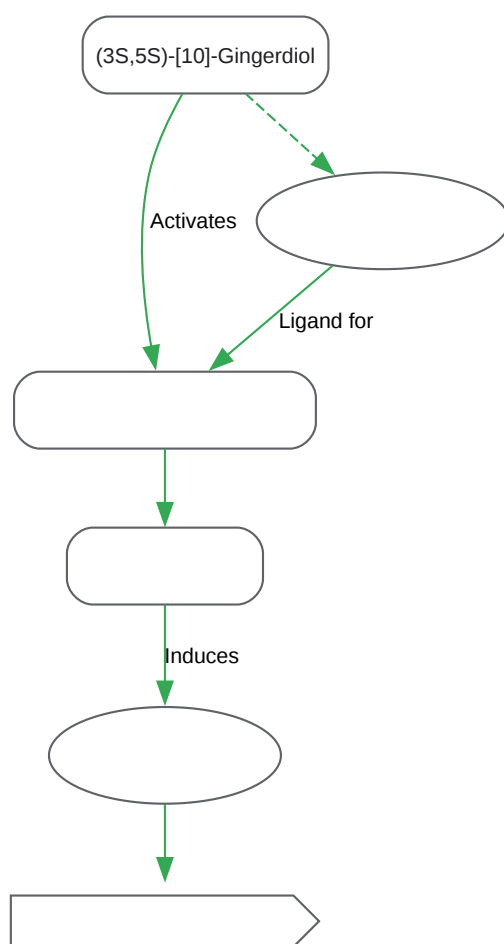 (3S,5S)-[10]-Gingerdiol
Activates
Ligand for
Induces